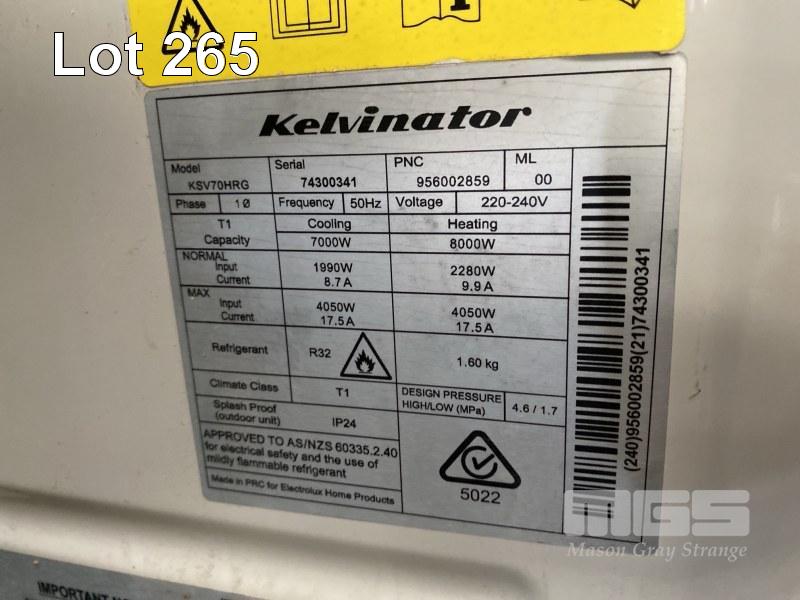 Lot 265
Kelvinator
Model KSV70HRG Serial 74300341 PNC 956002859 ML 00
Phase 1Ø Frequency 50Hz Voltage 220-240V
T1 Capacity Cooling 7000W Heating 8000W
NORMAL
Input 1990W 2280W
Current 8.7 A 9.9 A
MAX
Input 4050W 4050W
Current 17.5 A 17.5 A
Refrigerant R32 1.60 kg
Climate Class T1 DESIGN PRESSURE HIGH/LOW (MPa) 4.6 / 1.7
Splash Proof (outdoor unit) IP24
APPROVED TO AS/NZS 60335.2.40
for electrical safety and the use of
mildly flammable refrigerant
Made in PRC for Electrolux Home Products
5022
(240)956002859(21)74300341
MGS
Mason Gray Strange
IMPORTANT